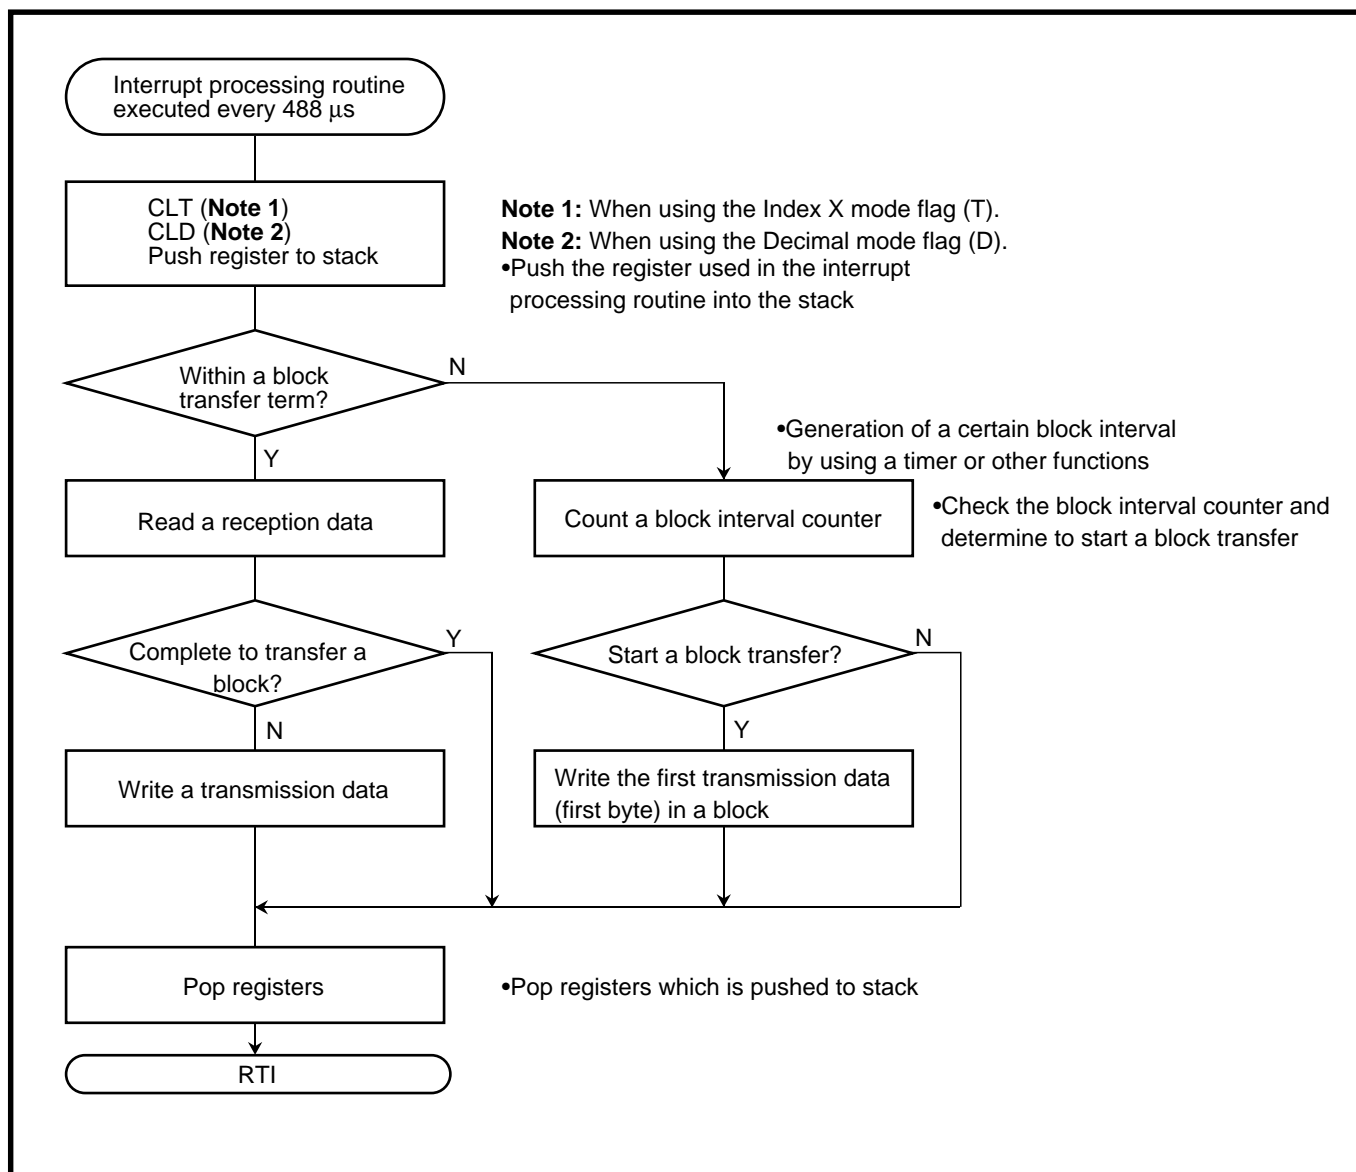 Interrupt processing routine
executed every 488 µs
CLT (Note 1)
CLD (Note 2)
Push register to stack
Note 1: When using the Index X mode flag (T).
Note 2: When using the Decimal mode flag (D).
•Push the register used in the interrupt
processing routine into the stack
Within a block
transfer term?
N
Y
•Generation of a certain block interval
by using a timer or other functions
Read a reception data
Count a block interval counter
•Check the block interval counter and
determine to start a block transfer
Complete to transfer a
block?
Y
N
Start a block transfer?
N
Y
Write a transmission data
Write the first transmission data
(first byte) in a block
Pop registers
•Pop registers which is pushed to stack
RTI